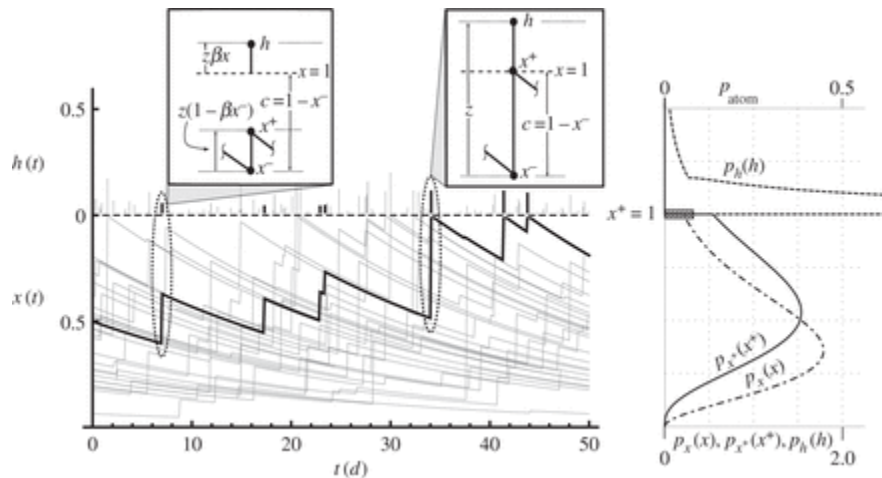 h
zβx
x = 1
c = 1 − x⁻
z(1 − βx⁻)
x⁺
x⁻
h
x⁺
x = 1
z
c = 1 − x⁻
x⁻
0.5
h(t)
0
x(t)
0.5
0 10 20 30 40 50
t(d)
0 0.5
p atom
p_h(h)
x⁺ = 1
p_x⁺(x⁺)
p_x(x)
0 2.0
p_x(x), p_x⁺(x⁺), p_h(h)